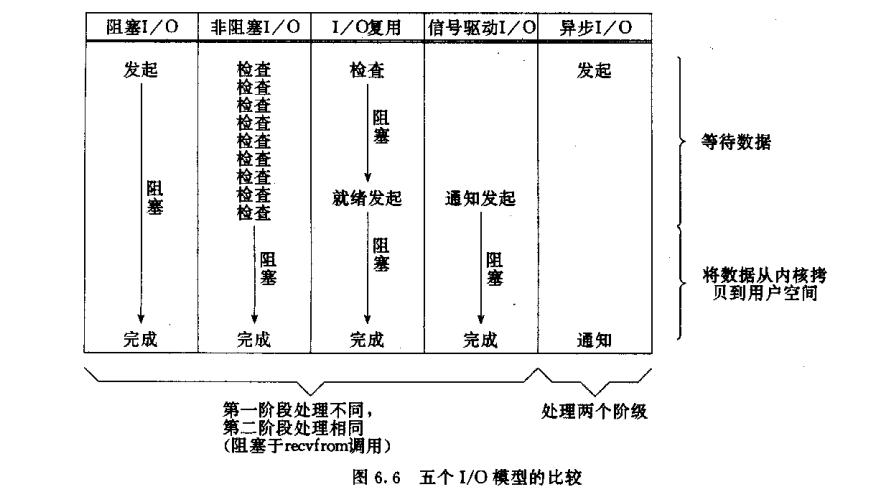 阻塞I/O 非阻塞I/O I/O复用 信号驱动I/O 异步I/O
发起 检查 检查 发起
检查
检查
检查
检查
检查
检查
检查
检查
阻塞
阻塞
等待数据
就绪发起 通知发起
阻塞
阻塞
阻塞
将数据从内核拷
贝到用户空间
完成 完成 完成 完成 通知
第一阶段处理不同，
第二阶段处理相同
(阻塞于recvfrom调用)
处理两个阶级
图 6.6 五个 I/O 模型的比较